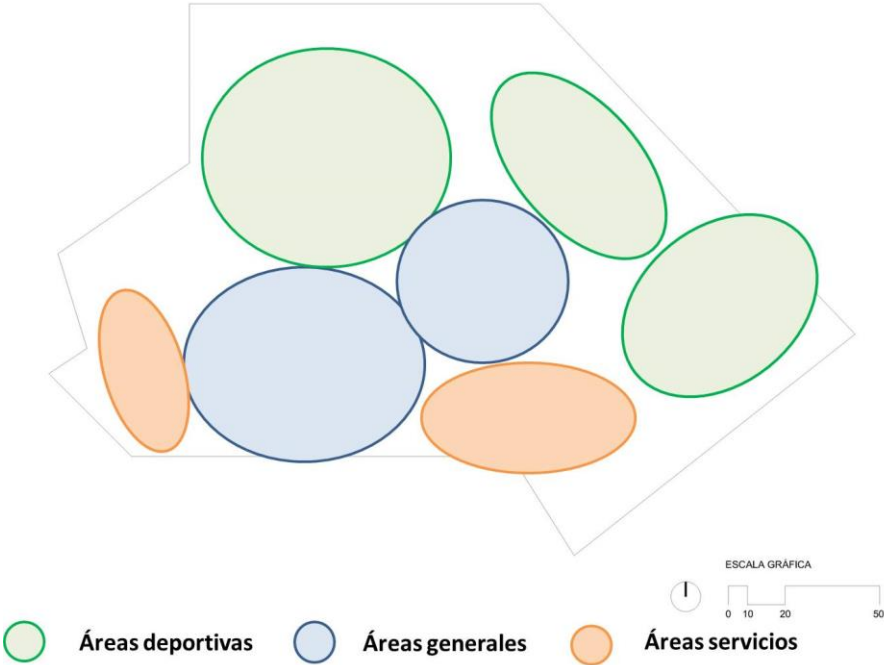 ESCALA GRÁFICA
0 10 20 50
Áreas deportivas Áreas generales Áreas servicios